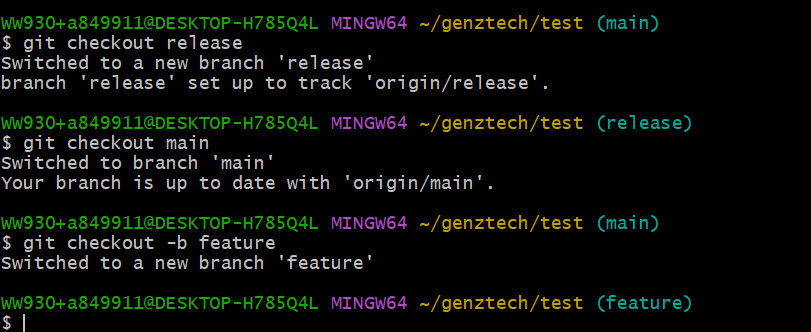 WW930+a849911@DESKTOP-H785Q4L MINGW64 ~/genztech/test (main)
$ git checkout release
Switched to a new branch 'release'
branch 'release' set up to track 'origin/release'.
WW930+a849911@DESKTOP-H785Q4L MINGW64 ~/genztech/test (release)
$ git checkout main
Switched to branch 'main'
Your branch is up to date with 'origin/main'.
WW930+a849911@DESKTOP-H785Q4L MINGW64 ~/genztech/test (main)
$ git checkout -b feature
Switched to a new branch 'feature'
WW930+a849911@DESKTOP-H785Q4L MINGW64 ~/genztech/test (feature)
$